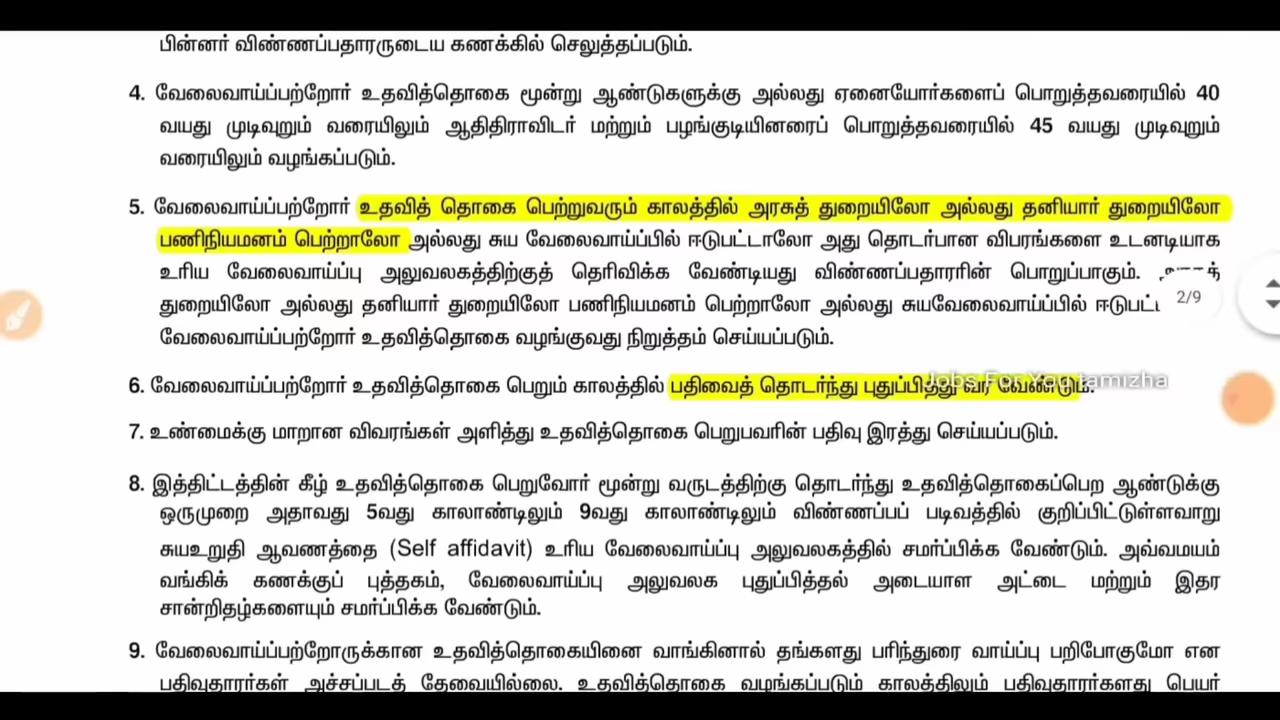 பின்னர் விண்ணப்பதாரருடைய கணக்கில் செலுத்தப்படும்.
4. வேலைவாய்ப்பற்றோர் உதவித்தொகை மூன்று ஆண்டுகளுக்கு அல்லது ஏனையோர்களைப் பொறுத்தவரையில் 40
வயது முடிவுறும் வரையிலும் ஆதிதிராவிடர் மற்றும் பழங்குடியினரைப் பொறுத்தவரையில் 45 வயது முடிவுறும்
வரையிலும் வழங்கப்படும்.
5. வேலைவாய்ப்பற்றோர் உதவித் தொகை பெற்றுவரும் காலத்தில் அரசுத் துறையிலோ அல்லது தனியார் துறையிலோ
பணிநியமனம் பெற்றாலோ அல்லது சுய வேலைவாய்ப்பில் ஈடுபட்டாலோ அது தொடர்பான விபரங்களை உடனடியாக
உரிய வேலைவாய்ப்பு அலுவலகத்திற்குத் தெரிவிக்க வேண்டியது விண்ணப்பதாரரின் பொறுப்பாகும்.
துறையிலோ அல்லது தனியார் துறையிலோ பணிநியமனம் பெற்றாலோ அல்லது சுயவேலைவாய்ப்பில்
2/9
வேலைவாய்ப்பற்றோர் உதவித்தொகை வழங்குவது நிறுத்தம் செய்யப்படும்.
6. வேலைவாய்ப்பற்றோர் உதவித்தொகை பெறும் காலத்தில் பதிவைத் தொடர்ந்து புதுப்பித்து வர வேண்டும்.
Jobs For You tamizha
7. உண்மைக்கு மாறான விவரங்கள் அளித்து உதவித்தொகை பெறுபவரின் பதிவு இரத்து செய்யப்படும்.
8. இத்திட்டத்தின் கீழ் உதவித்தொகை பெறுவோர் மூன்று வருடத்திற்கு தொடர்ந்து உதவித்தொகைப்பெற ஆண்டுக்கு
ஒருமுறை அதாவது 5வது காலாண்டிலும் 9வது காலாண்டிலும் விண்ணப்பப் படிவத்தில் குறிப்பிட்டுள்ளவாறு
சுயஉறுதி ஆவணத்தை (Self affidavit) உரிய வேலைவாய்ப்பு அலுவலகத்தில் சமர்ப்பிக்க வேண்டும். அவ்வமயம்
வங்கிக் கணக்குப் புத்தகம், வேலைவாய்ப்பு அலுவலக புதுப்பித்தல் அடையாள அட்டை மற்றும் இதர
சான்றிதழ்களையும் சமர்ப்பிக்க வேண்டும்.
9. வேலைவாய்ப்பற்றோருக்கான உதவித்தொகையினை வாங்கினால் தங்களது பரிந்துரை வாய்ப்பு பறிபோகுமோ என
பதிவுதாரர்கள் அச்சப்படத் தேவையில்லை. உதவித்தொகை வழங்கப்படும் காலத்திலும் பதிவுதாரர்களது பெயர்